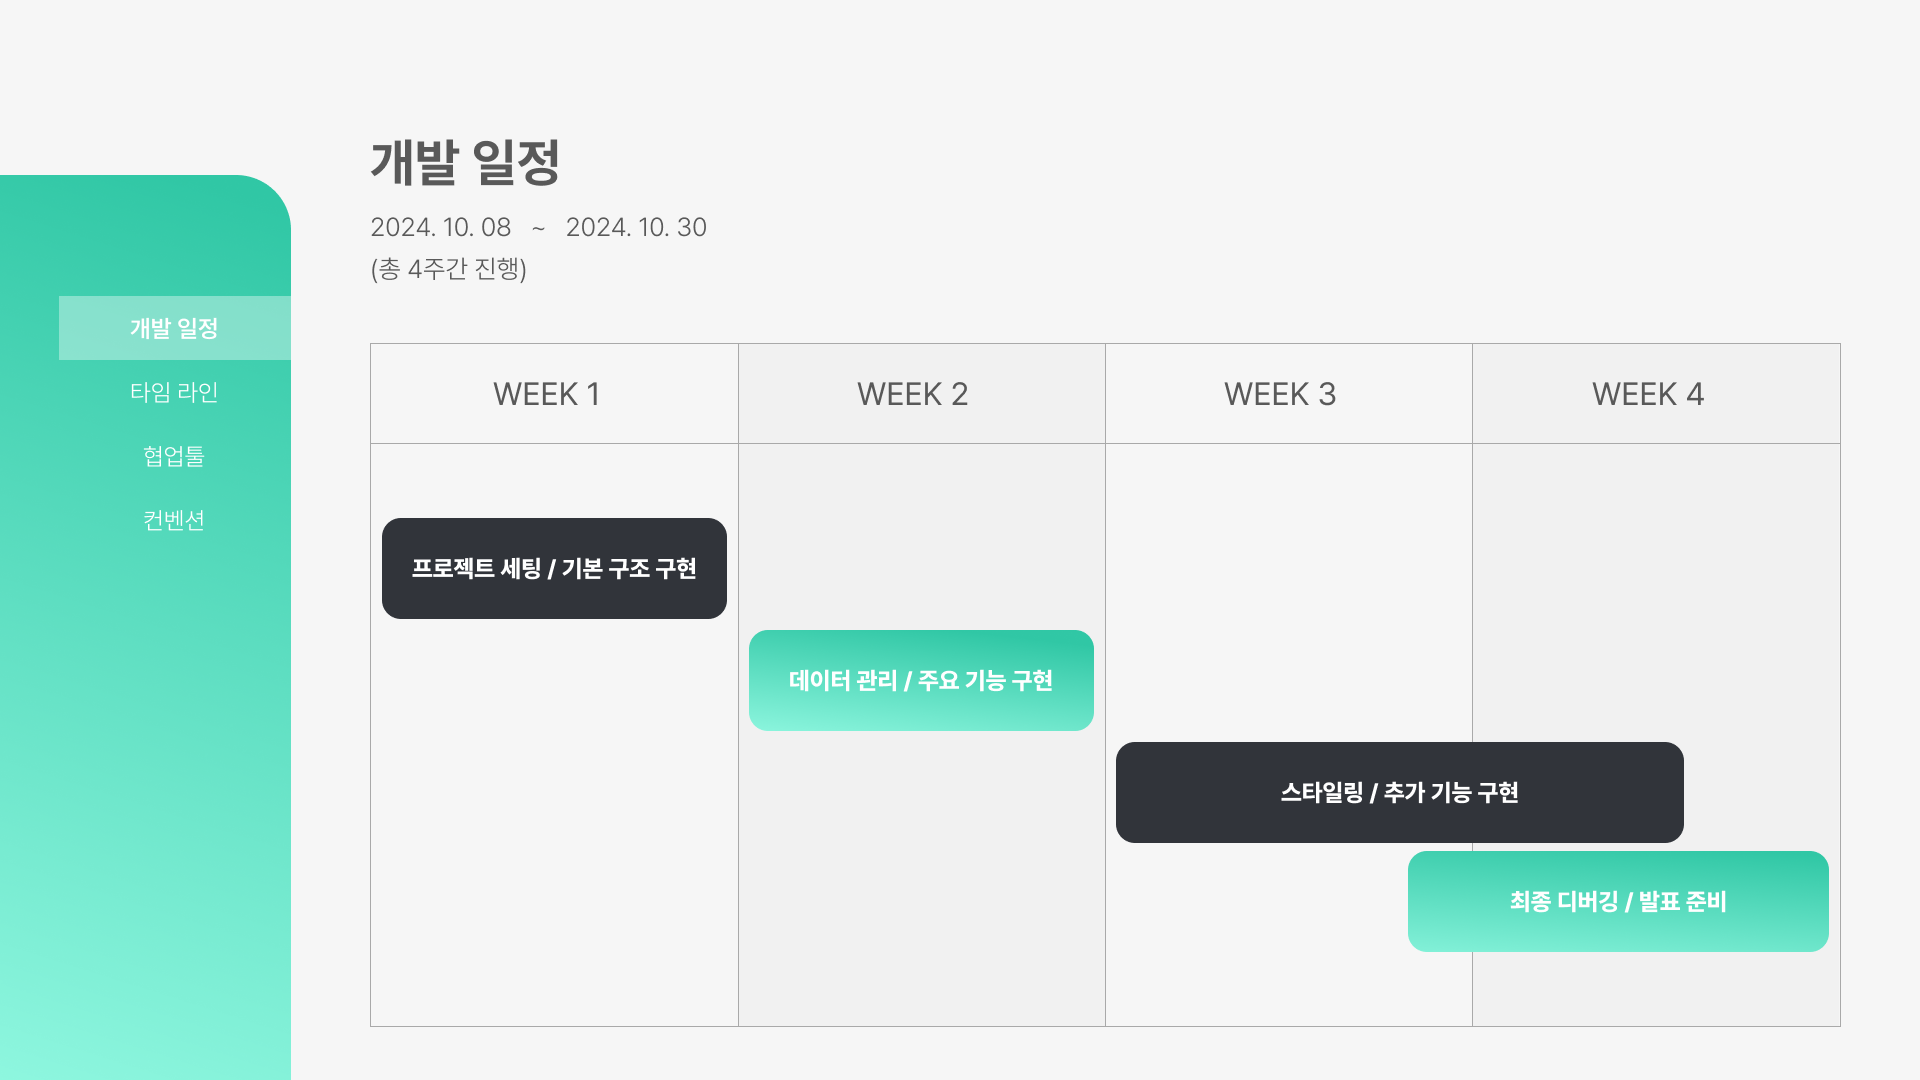 개발 일정
2024. 10. 08 ~ 2024. 10. 30
(총 4주간 진행)
개발 일정
타임 라인
협업툴
컨벤션
WEEK 1
WEEK 2
WEEK 3
WEEK 4
프로젝트 세팅 / 기본 구조 구현
데이터 관리 / 주요 기능 구현
스타일링 / 추가 기능 구현
최종 디버깅 / 발표 준비